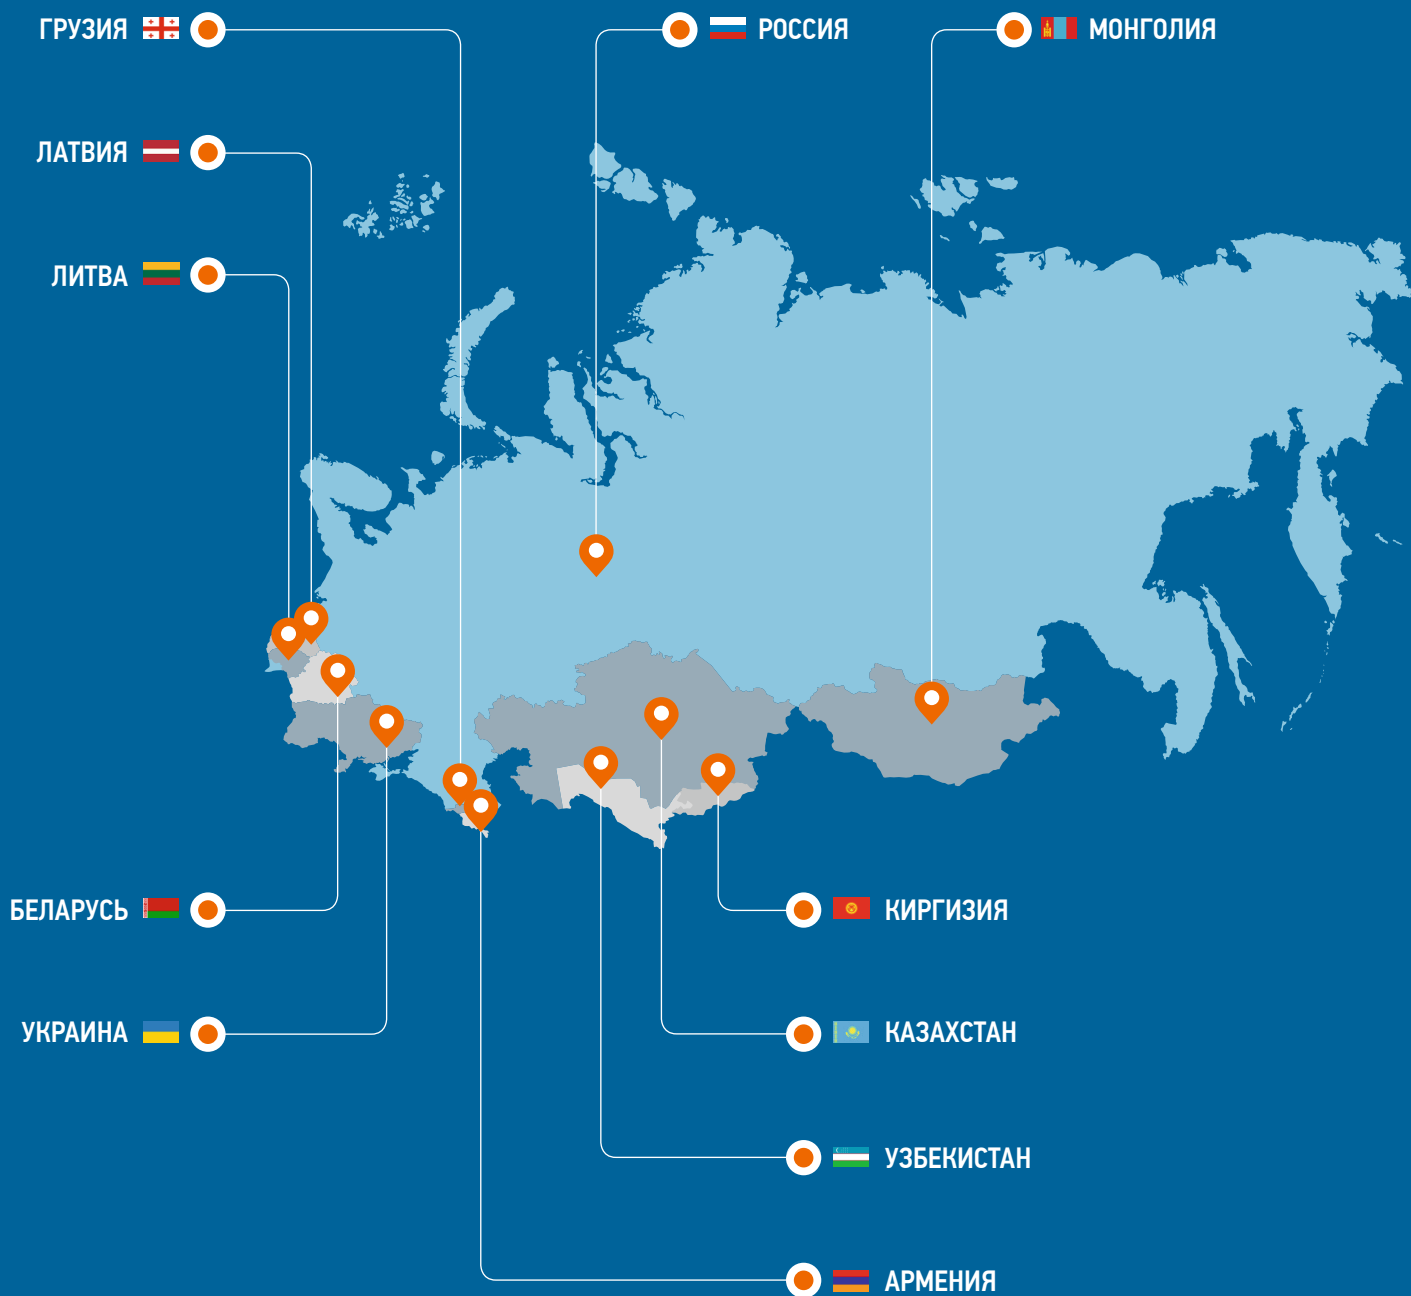 ГРУЗИЯ
РОССИЯ
МОНГОЛИЯ
ЛАТВИЯ
ЛИТВА
БЕЛАРУСЬ
КИРГИЗИЯ
УКРАИНА
КАЗАХСТАН
УЗБЕКИСТАН
АРМЕНИЯ